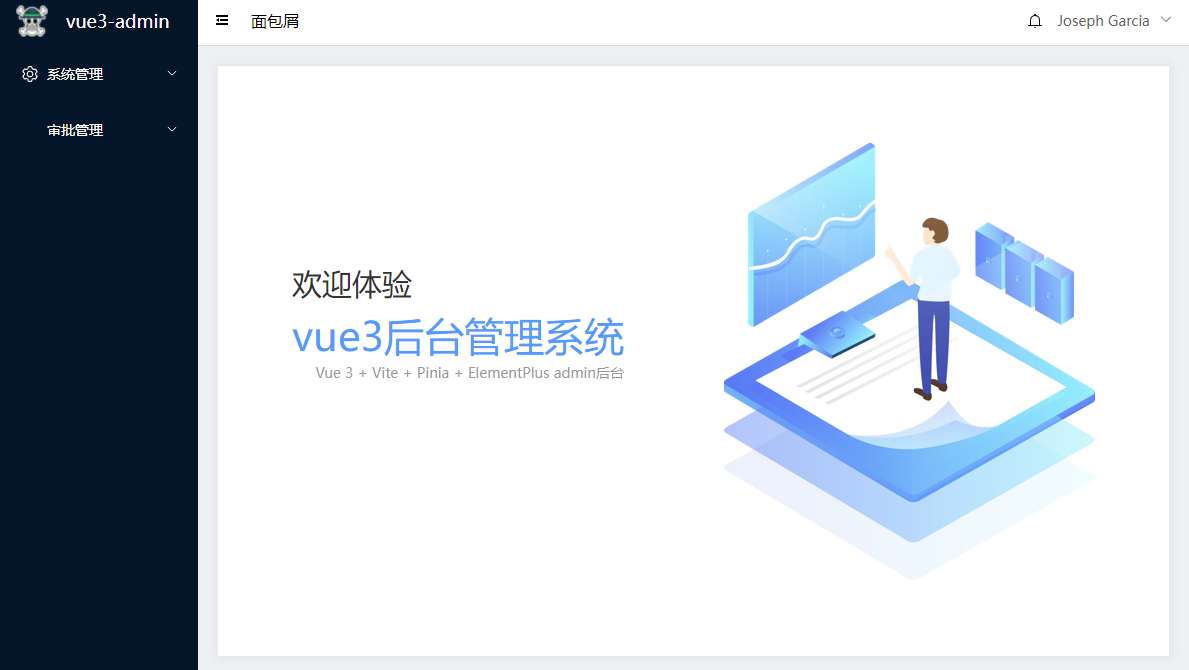 vue3-admin
面包屑
Joseph Garcia
系统管理
审批管理
欢迎体验
vue3后台管理系统
Vue 3 + Vite + Pinia + ElementPlus admin后台